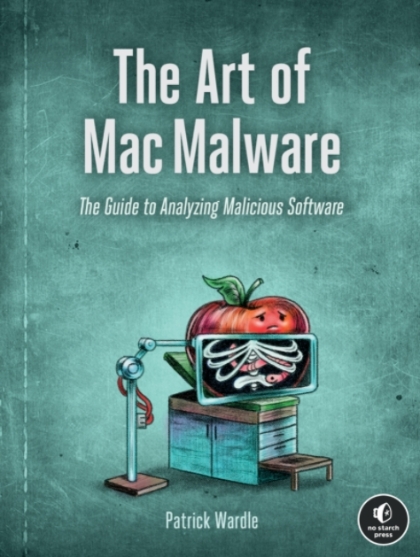 The Art of
Mac Malware
The Guide to Analyzing Malicious Software
Patrick Wardle
no starch
press